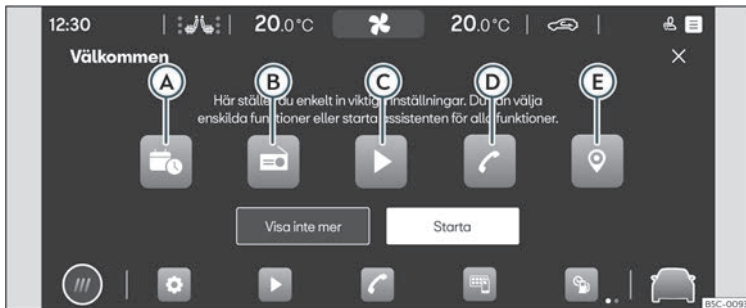 12:30 20.0°C 20.0°C
Välkommen
A B C D E
Här ställer du enkelt in viktiga inställningar. Du kan välja
enskilda funktioner eller starta assistenten för alla funktioner.
Visa inte mer Starta
B5C-0093